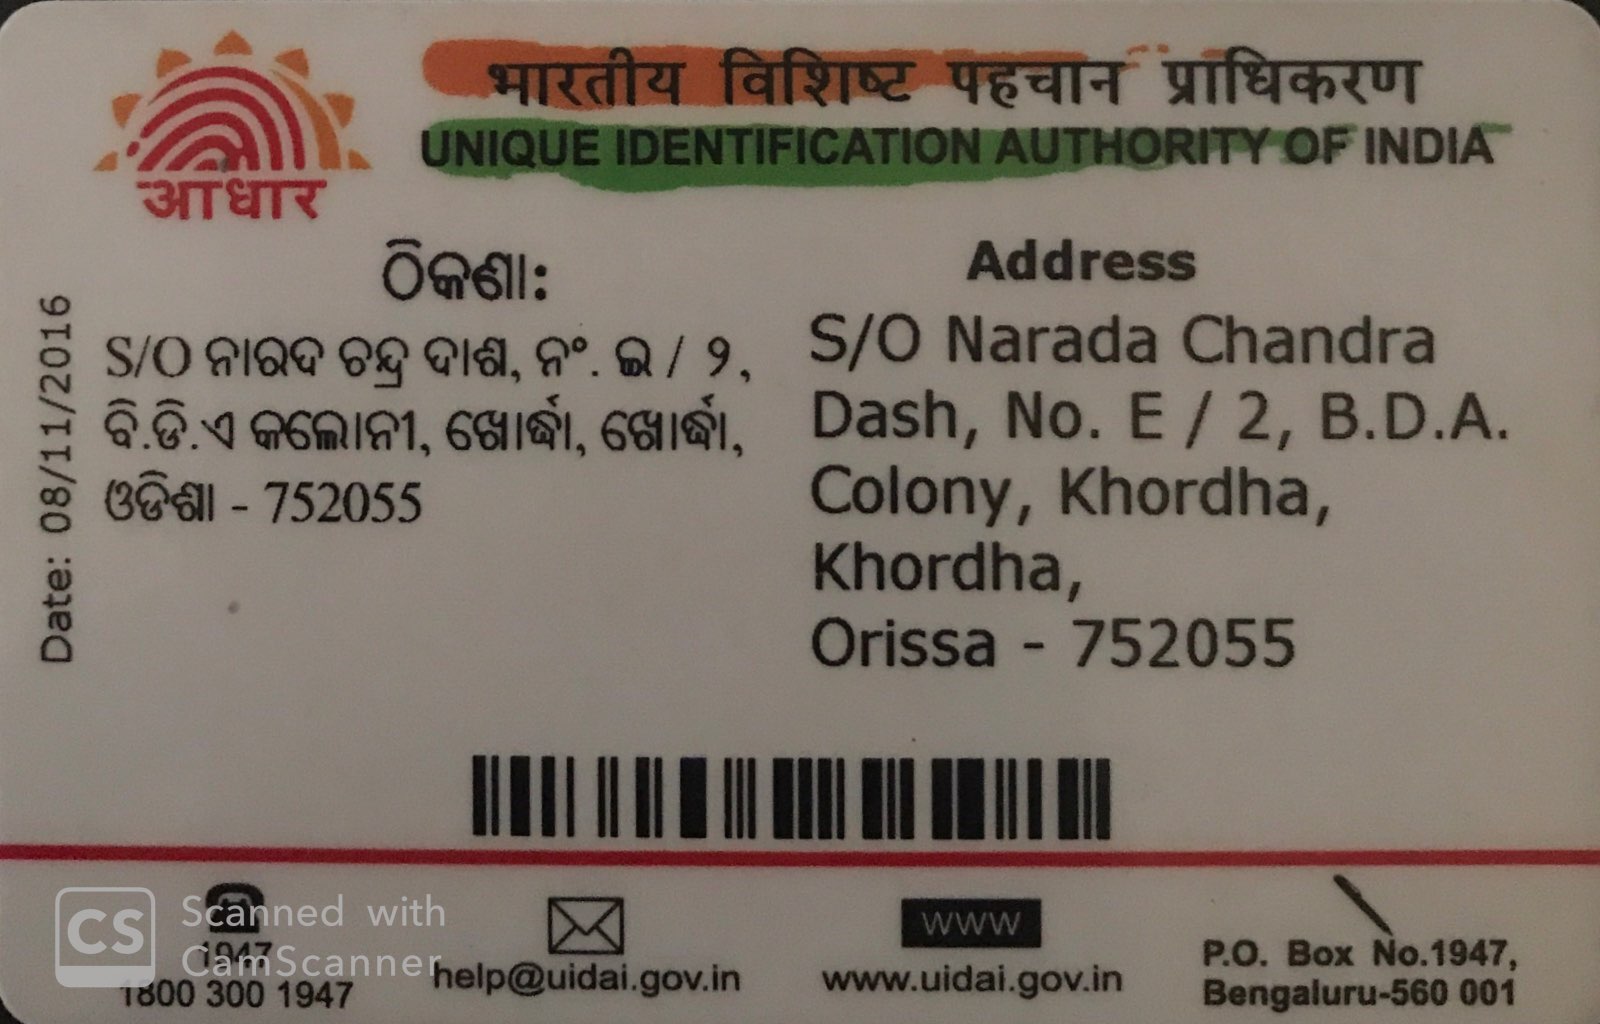 भारतीय विशिष्ट पहचान प्राधिकरण
UNIQUE IDENTIFICATION AUTHORITY OF INDIA
आधार
Date: 08/11/2016
ଠିକଣା:
S/O ନାରଦ ଚନ୍ଦ୍ର ଦାଶ, ନଂ. ଇ / ୨,
ବି.ଡି.ଏ କଲୋନୀ, ଖୋର୍ଦ୍ଧା, ଖୋର୍ଦ୍ଧା,
ଓଡିଶା - 752055
Address
S/O Narada Chandra
Dash, No. E / 2, B.D.A.
Colony, Khordha,
Khordha,
Orissa - 752055
1947
1800 300 1947
help@uidai.gov.in
WWW
www.uidai.gov.in
P.O. Box No.1947,
Bengaluru-560 001
CS
Scanned with
CamScanner